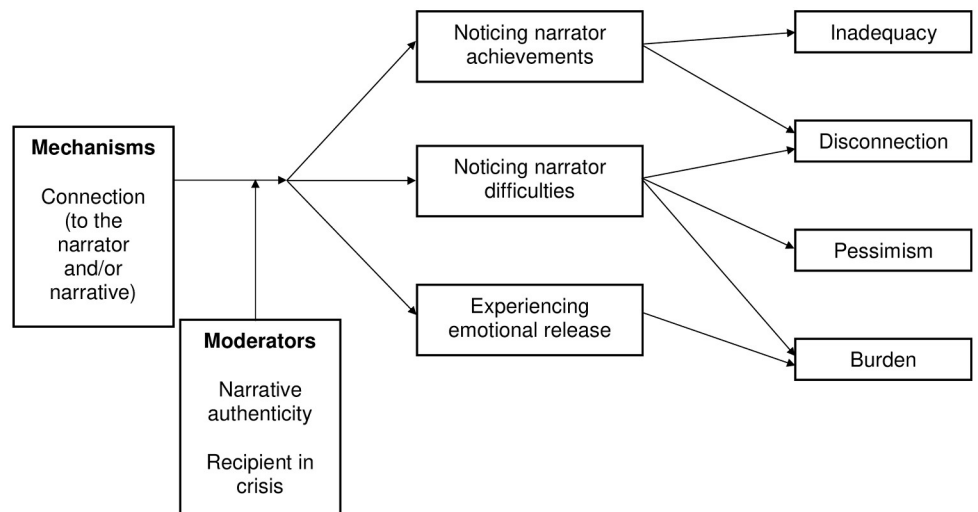 Mechanisms
Connection
(to the
narrator
and/or
narrative)
Moderators
Narrative
authenticity
Recipient in
crisis
Noticing narrator
achievements
Noticing narrator
difficulties
Experiencing
emotional release
Inadequacy
Disconnection
Pessimism
Burden